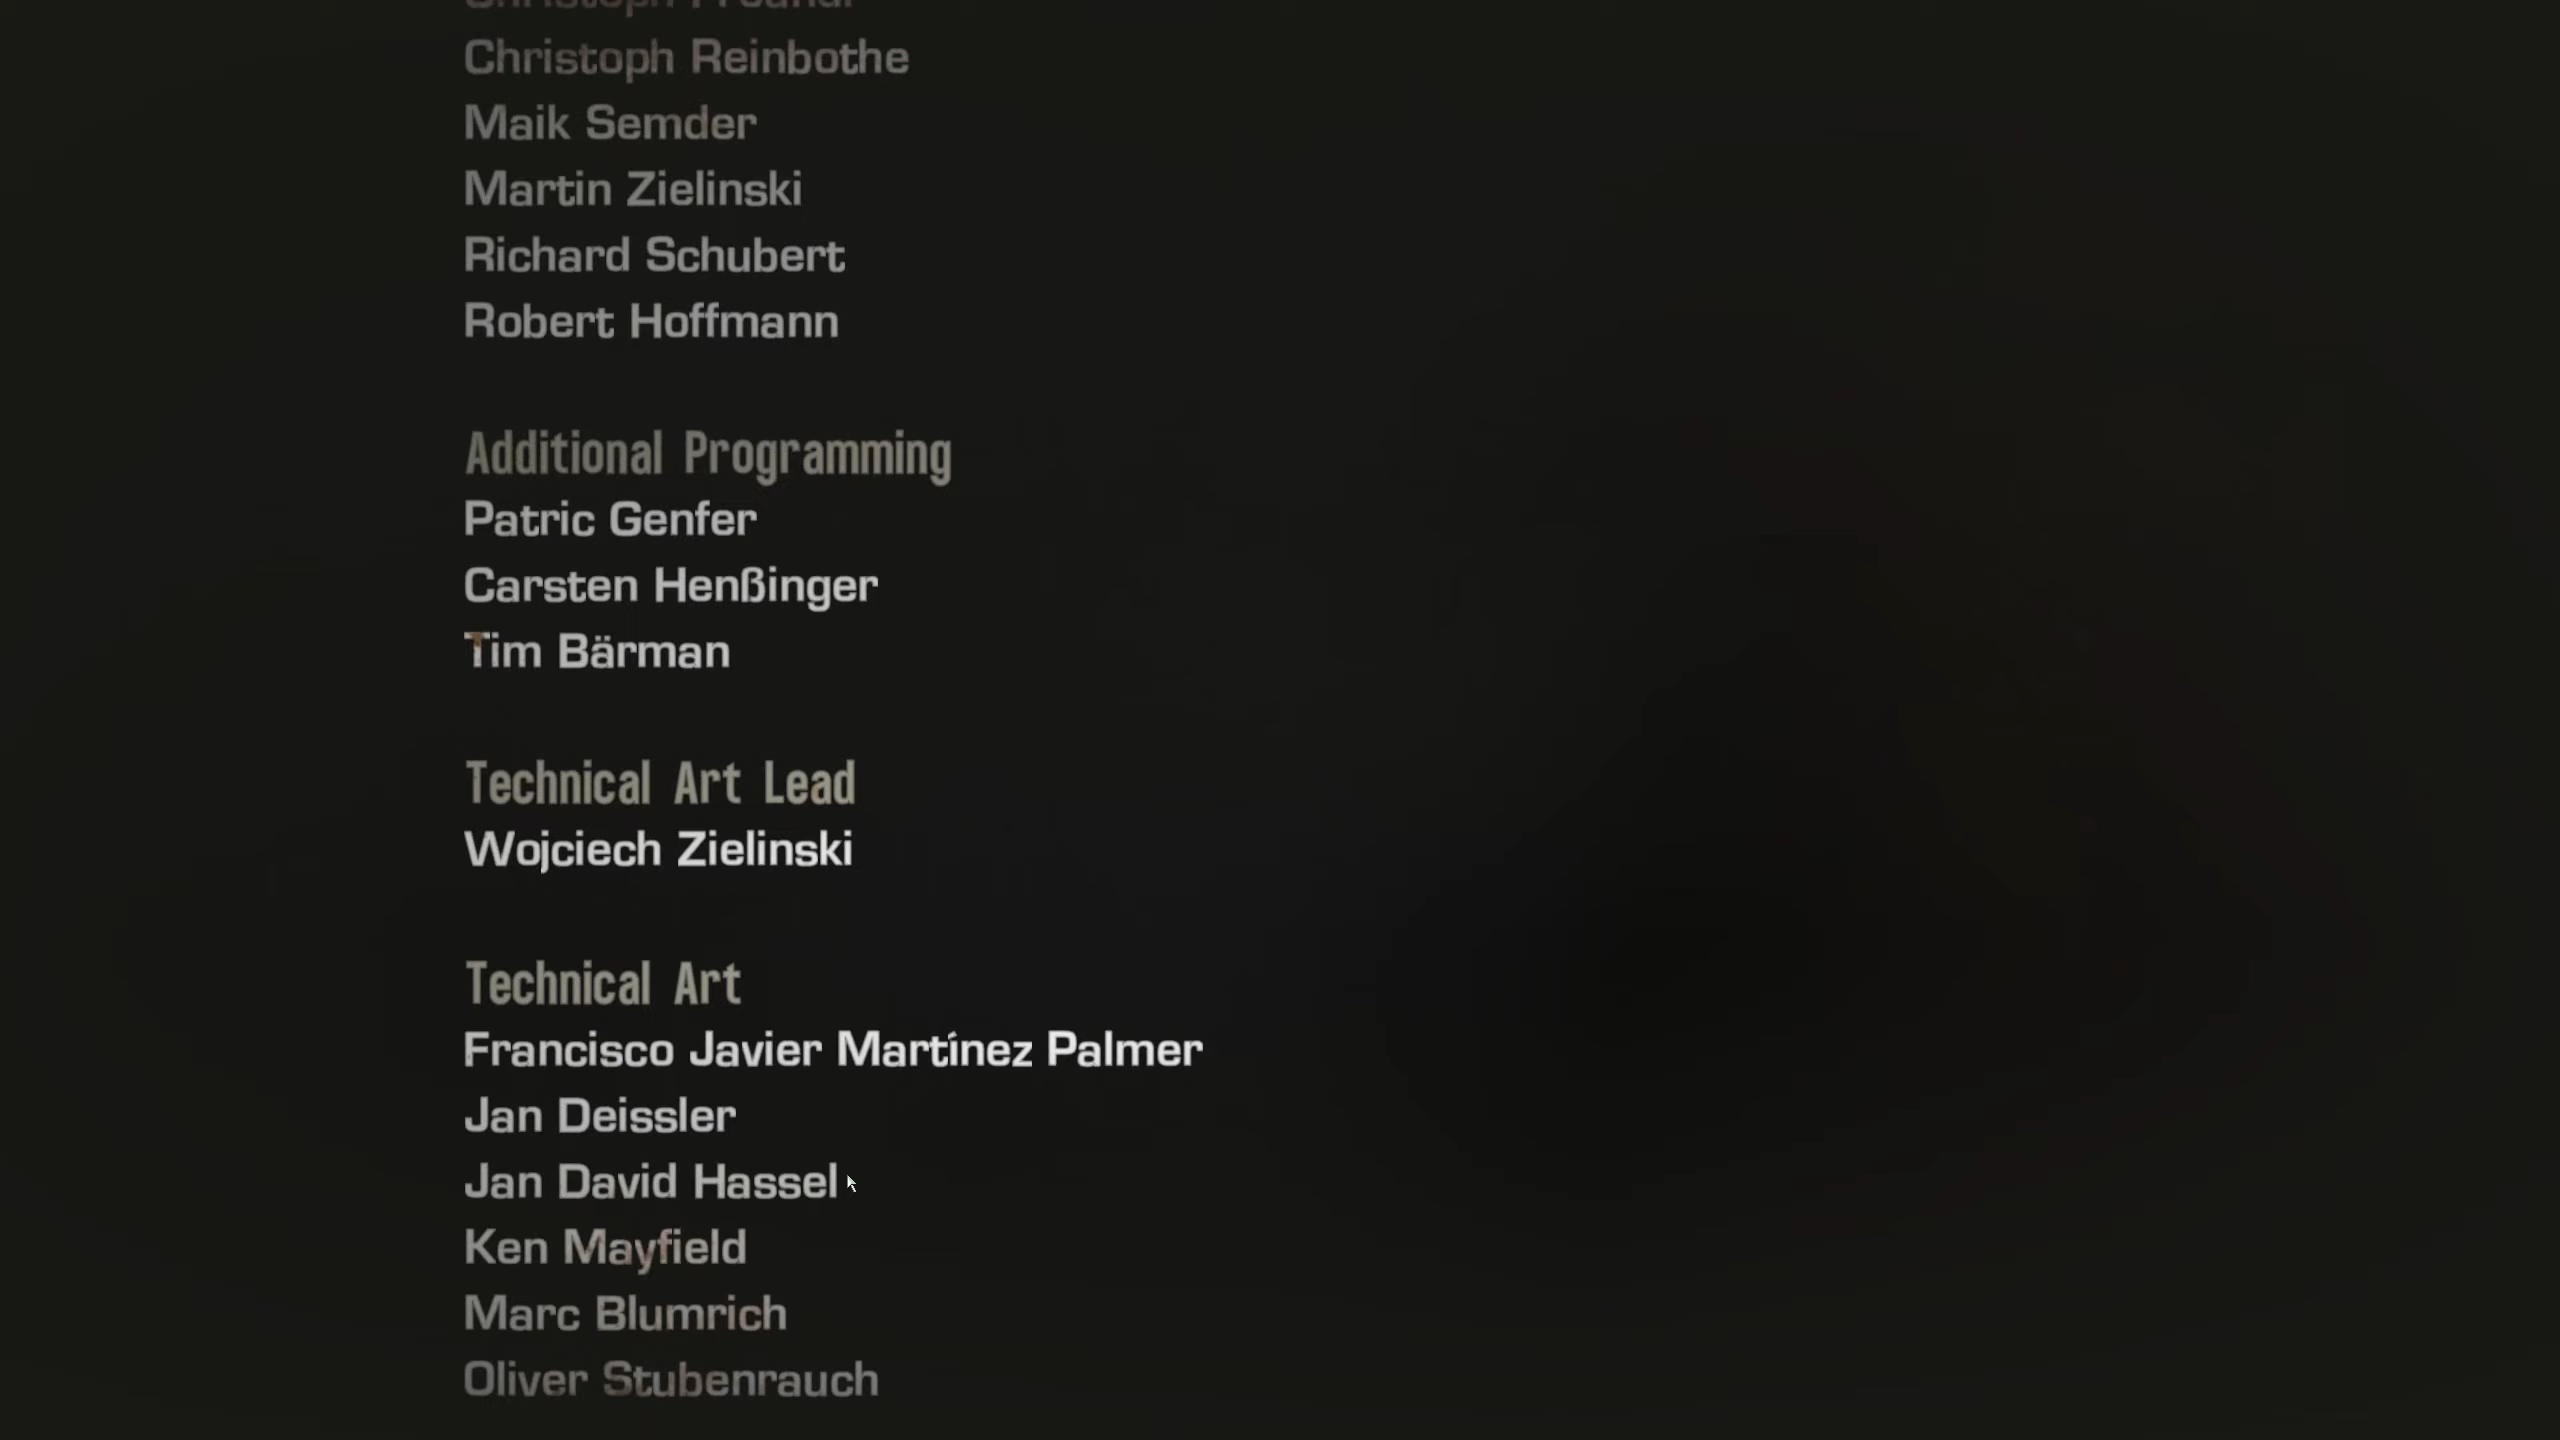 Christoph
Christoph Reinbothe
Maik Semder
Martin Zielinski
Richard Schubert
Robert Hoffmann
Additional Programming
Patric Genfer
Carsten Henßinger
Tim Bärman
Technical Art Lead
Wojciech Zielinski
Technical Art
Francisco Javier Martínez Palmer
Jan Deissler
Jan David Hassel
Ken Mayfield
Marc Blumrich
Oliver Stubenrauch